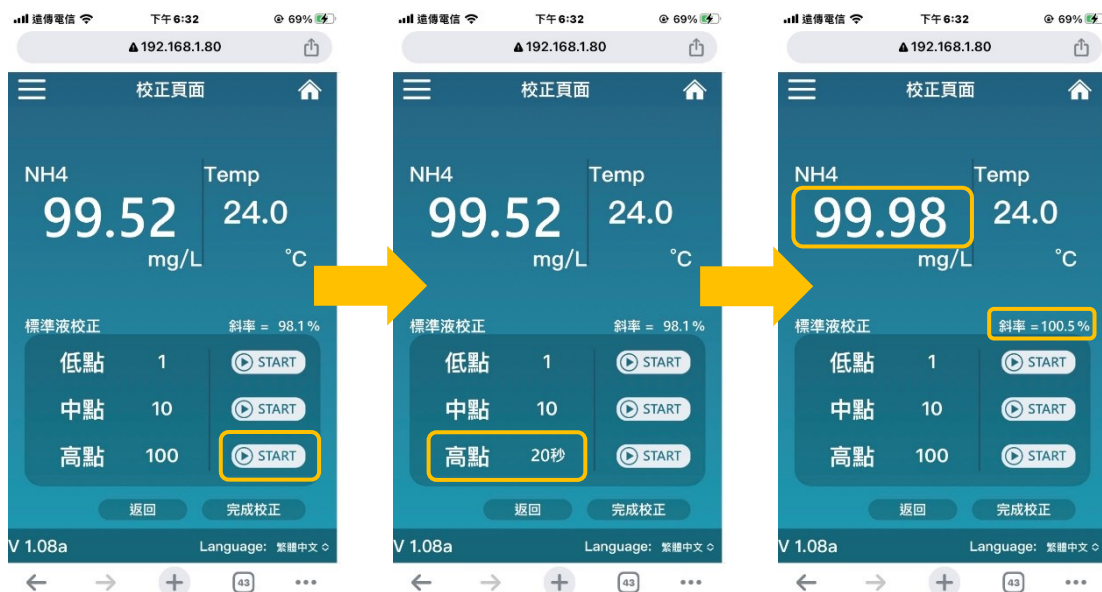 遠傳電信 下午6:32 69%
192.168.1.80
校正頁面
NH4 Temp
99.52 24.0
mg/L °C
標準液校正 斜率 = 98.1%
低點 1 START
中點 10 START
高點 100 START
返回 完成校正
V 1.08a Language: 繁體中文
43
遠傳電信 下午6:32 69%
192.168.1.80
校正頁面
NH4 Temp
99.52 24.0
mg/L °C
標準液校正 斜率 = 98.1%
低點 1 START
中點 10 START
高點 20秒 START
返回 完成校正
V 1.08a Language: 繁體中文
43
遠傳電信 下午6:32 69%
192.168.1.80
校正頁面
NH4 Temp
99.98 24.0
mg/L °C
標準液校正 斜率 =100.5%
低點 1 START
中點 10 START
高點 100 START
返回 完成校正
V 1.08a Language: 繁體中文
43